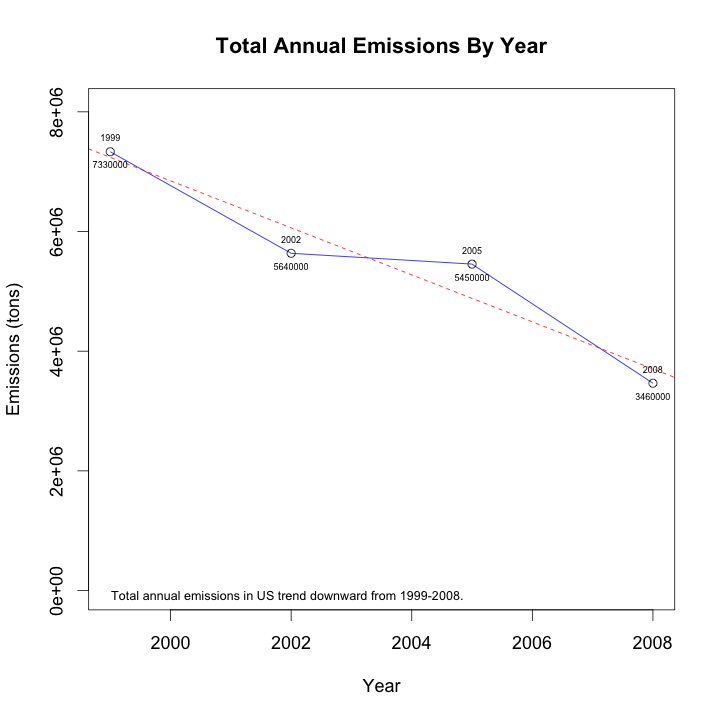 Total Annual Emissions By Year
Emissions (tons)
8e+06
6e+06
4e+06
2e+06
0e+00
1999
7330000
2002
5640000
2005
5450000
2008
3460000
Total annual emissions in US trend downward from 1999-2008.
2000
2002
2004
2006
2008
Year